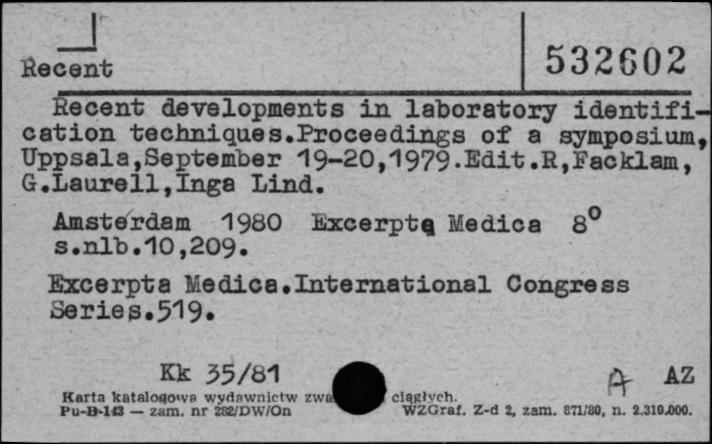 Recent
532602
Recent developments in laboratory identifi-
cation techniques.Proceedings of a symposium,
Uppsala,September 19-20,1979.Edit.R,Facklam,
G.Laurell,Inga Lind.
Amsterdam 1980 Excerpta Medica 8°
s.nlb.10,209.
Excerpta Medica.International Congress
Series.519.
Kk 35/81
A AZ
Karta katalogowa wydawnictw zwa ciągłych.
Pu-B-143 — zam. nr 282/DW/On WZGraf. Z-d 2, zam. 871/80, n. 2.310.000.